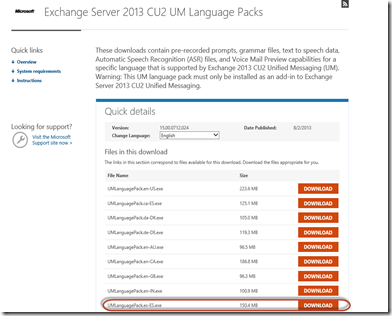 Microsoft
Exchange Server 2013 CU2 UM Language Packs
Quick links
Overview
System requirements
Instructions
Looking for support?
Visit the Microsoft
Support site now >
These downloads contain pre-recorded prompts, grammar files, text to speech data,
Automatic Speech Recognition (ASR) files, and Voice Mail Preview capabilities for a
specific language that is supported by Exchange 2013 CU2 Unified Messaging (UM).
Warning: This UM language pack must only be installed as an add-in to Exchange
Server 2013 CU2 Unified Messaging.
Quick details
Version: 15.00.0712.024 Date Published: 8/2/2013
Change Language: English
Files in this download
The links in this section correspond to files available for this download. Download the files appropriate for you.
File Name Size
UMLanguagePack.en-US.exe 223.6 MB DOWNLOAD
UMLanguagePack.ca-ES.exe 125.1 MB DOWNLOAD
UMLanguagePack.da-DK.exe 105.0 MB DOWNLOAD
UMLanguagePack.de-DE.exe 119.3 MB DOWNLOAD
UMLanguagePack.en-AU.exe 96.5 MB DOWNLOAD
UMLanguagePack.en-CA.exe 186.8 MB DOWNLOAD
UMLanguagePack.en-GB.exe 96.3 MB DOWNLOAD
UMLanguagePack.en-IN.exe 100.9 MB DOWNLOAD
UMLanguagePack.es-ES.exe 150.4 MB DOWNLOAD